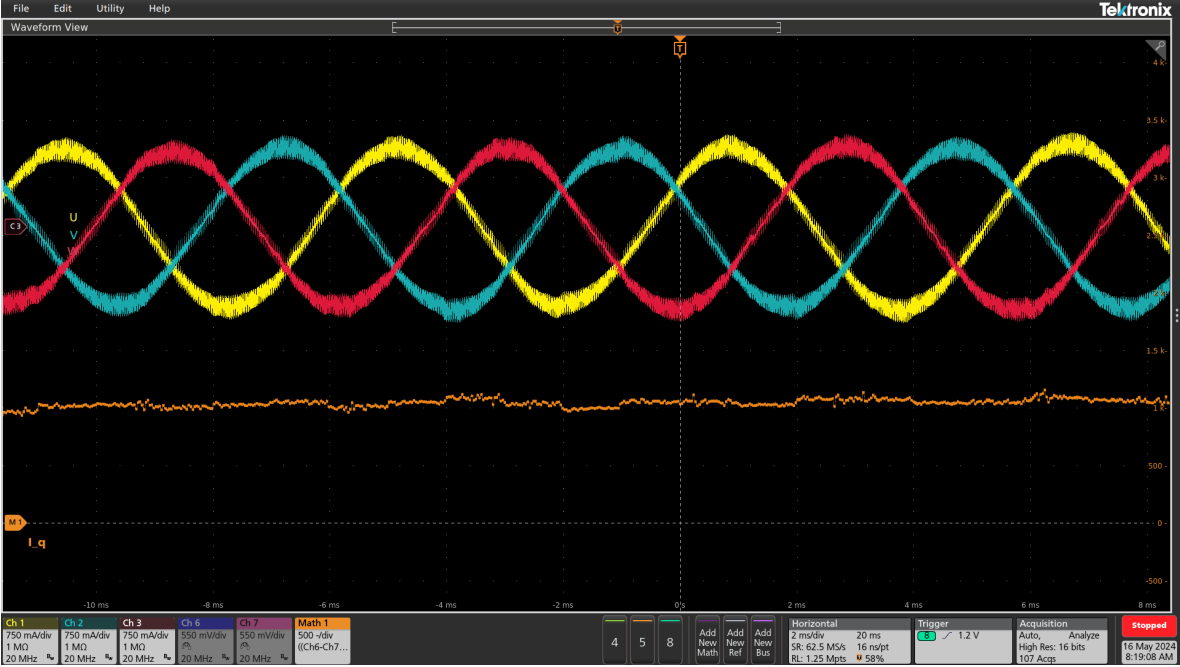 File Edit Utility Help Tektronix
Waveform View
T
T
4 k-
3.5 k-
3 k-
C 3
U
V
W
2.5
1.5 k-
1 k-
500 -
M 1
0 -
I_q
-500 -
-10 ms -8 ms -6 ms -4 ms -2 ms 0 s 2 ms 4 ms 6 ms 8 ms
Ch 1
750 mA/div
1 MΩ
20 MHz Bw
Ch 2
750 mA/div
1 MΩ
20 MHz Bw
Ch 3
750 mA/div
1 MΩ
20 MHz Bw
Ch 6
550 mV/div
20 MHz Bw
Ch 7
550 mV/div
20 MHz Bw
Math 1
500 -/div
((Ch6-Ch7...
4
5
8
Add
New
Math
Add
New
Ref
Add
New
Bus
Horizontal
2 ms/div 20 ms
SR: 62.5 MS/s 16 ns/pt
RL: 1.25 Mpts 58%
Trigger
8 1.2 V
Acquisition
Auto, Analyze
High Res: 16 bits
107 Acqs
Stopped
16 May 2024
8:19:08 AM